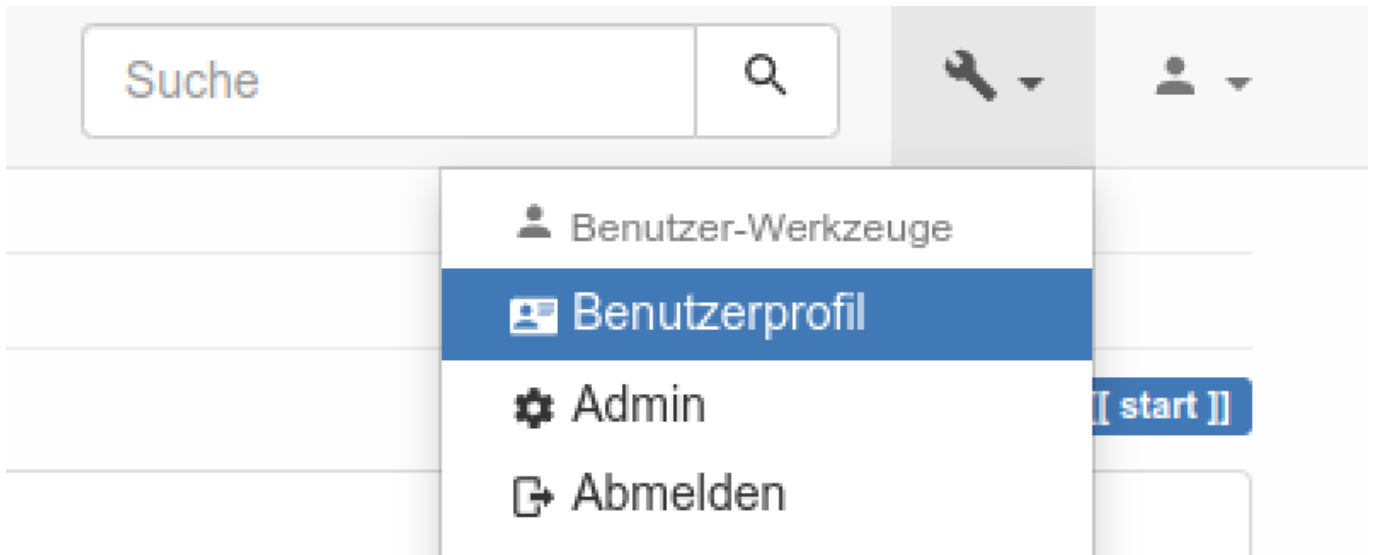 Suche
Benutzer-Werkzeuge
Benutzerprofil
Admin
[[ start ]]
Abmelden